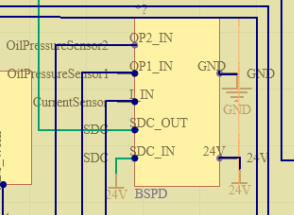 OilPressureSensor2
OP2_IN
OilPressureSensor1
OP1_IN
GND
GND
CurrentSensor
I_IN
GND
SDC
SDC_OUT
SDC
SDC_IN
24V
24V
24V
BSPD
24V